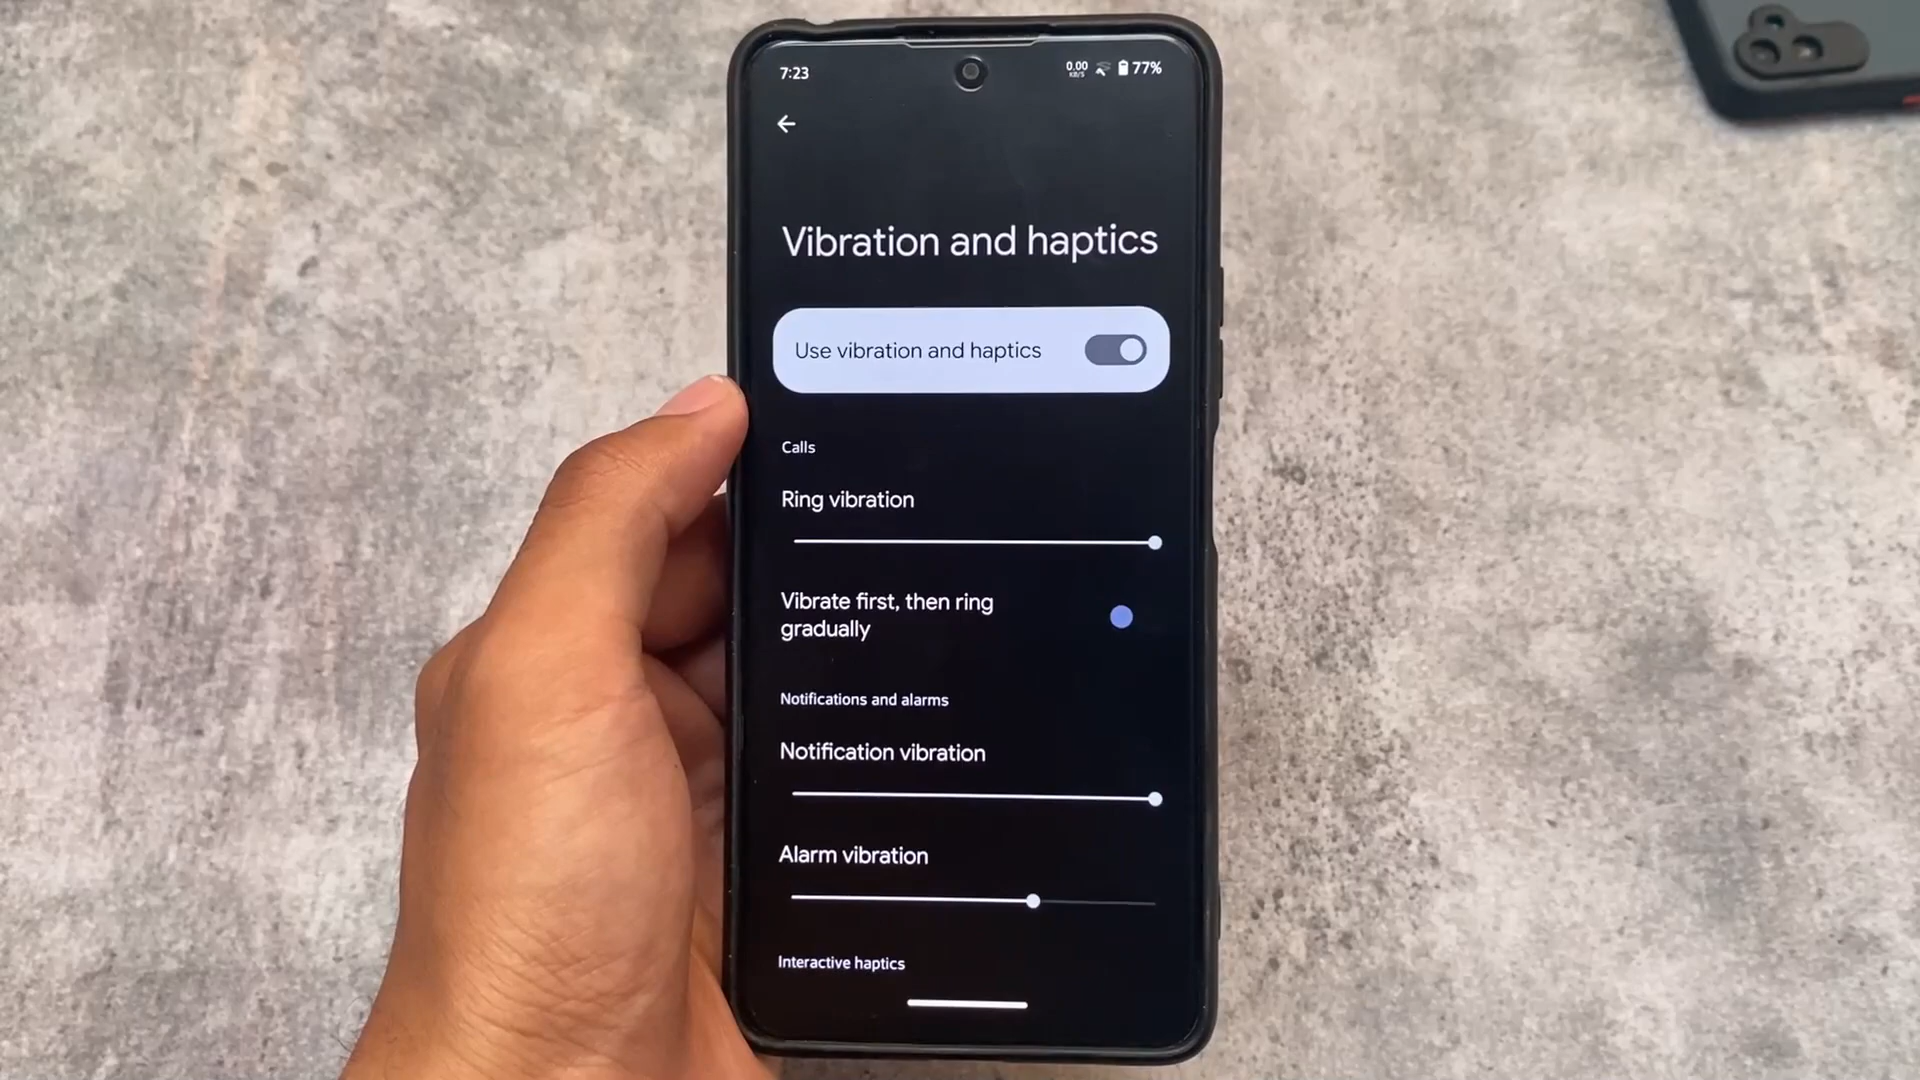 7:23
0.00
KB/S
77%
Vibration and haptics
Use vibration and haptics
Calls
Ring vibration
Vibrate first, then ring
gradually
Notifications and alarms
Notification vibration
Alarm vibration
Interactive haptics